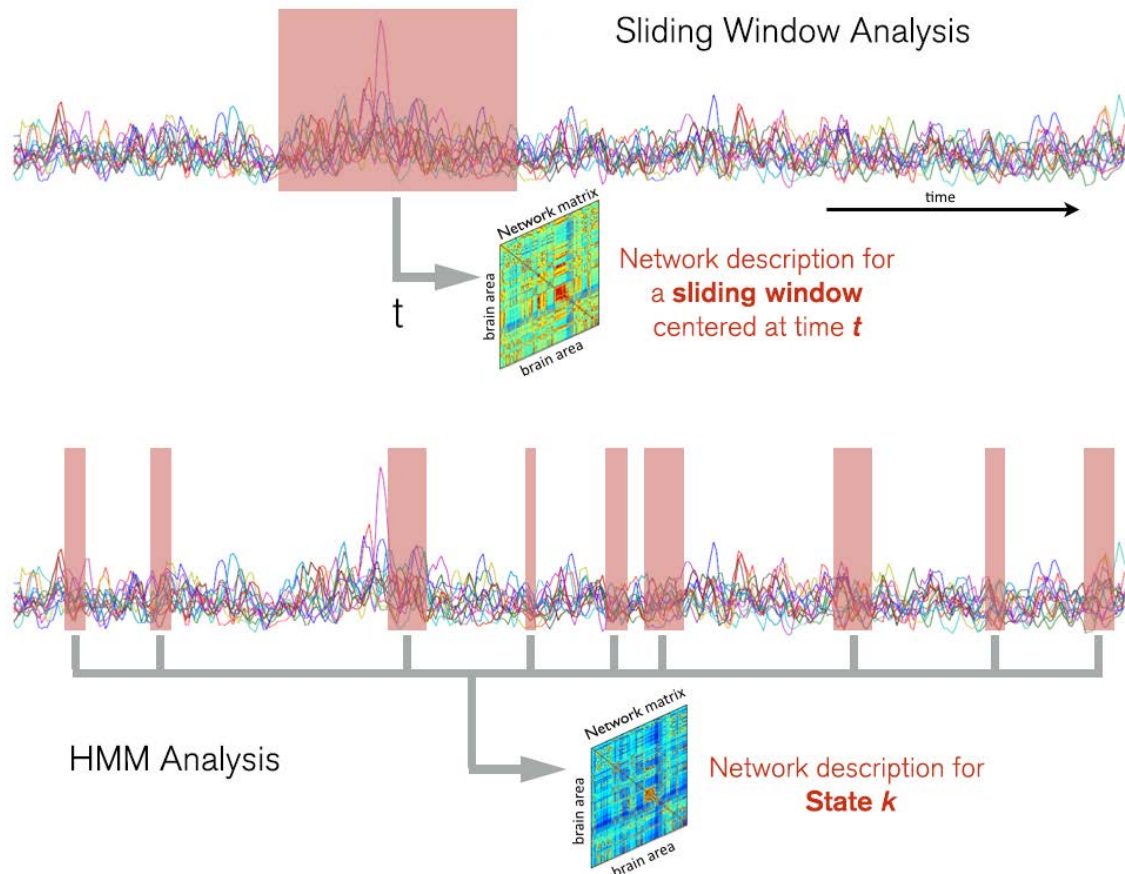 Sliding Window Analysis
time
Network matrix
brain area
brain area
t
Network description for
a sliding window
centered at time t
HMM Analysis
Network matrix
brain area
brain area
Network description for
State k